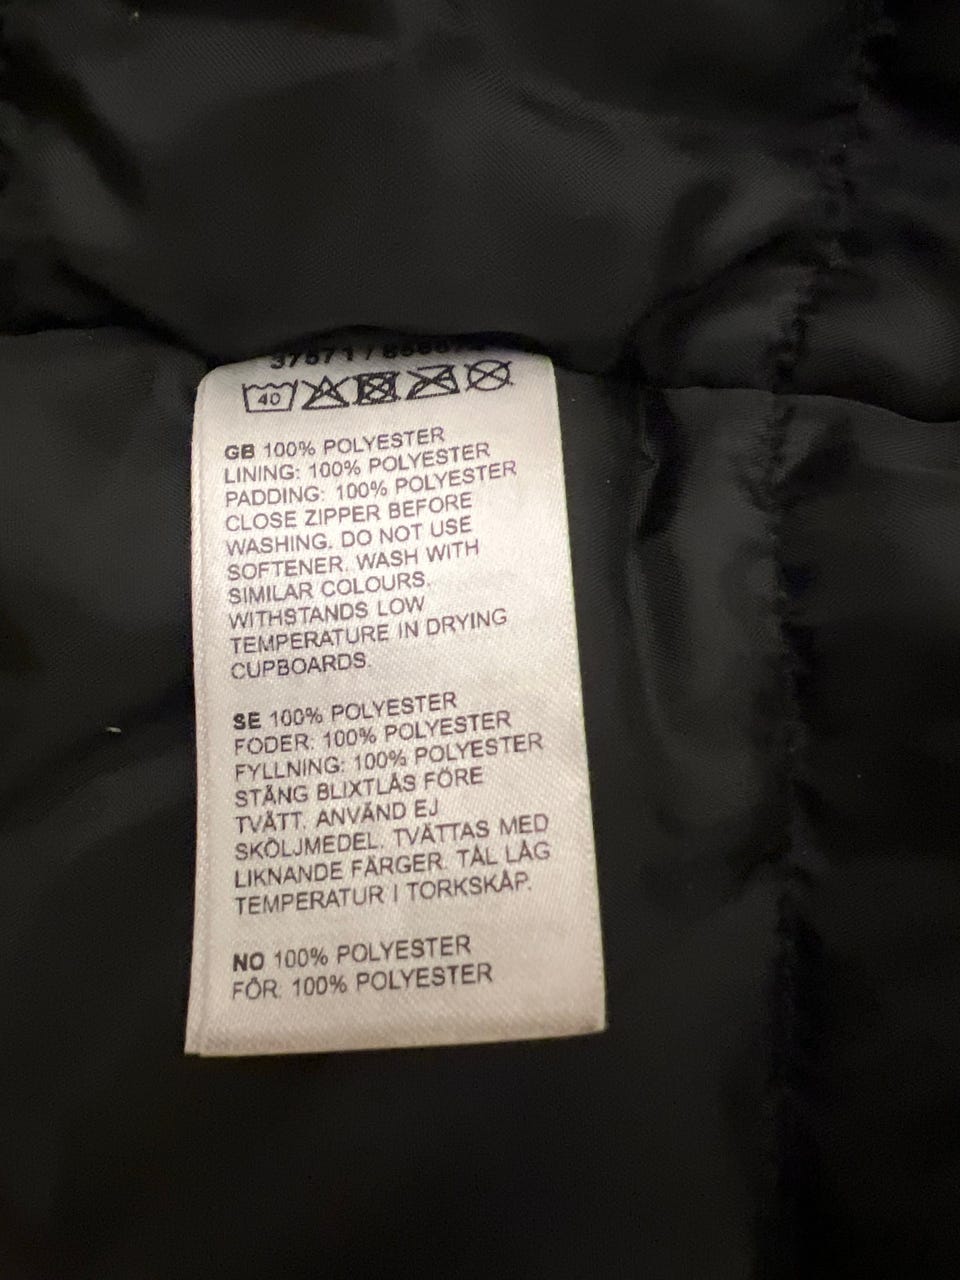 40
GB 100% POLYESTER
LINING: 100% POLYESTER
PADDING: 100% POLYESTER
CLOSE ZIPPER BEFORE
WASHING. DO NOT USE
SOFTENER. WASH WITH
SIMILAR COLOURS.
WITHSTANDS LOW
TEMPERATURE IN DRYING
CUPBOARDS.
SE 100% POLYESTER
FODER: 100% POLYESTER
FYLLNING: 100% POLYESTER
STÄNG BLIXTLÅS FÖRE
TVÄTT. ANVÄND EJ
SKÖLJMEDEL. TVÄTTAS MED
LIKNANDE FÄRGER. TÅL LÅG
TEMPERATUR I TORKSKÅP.
NO 100% POLYESTER
FÔR: 100% POLYESTER